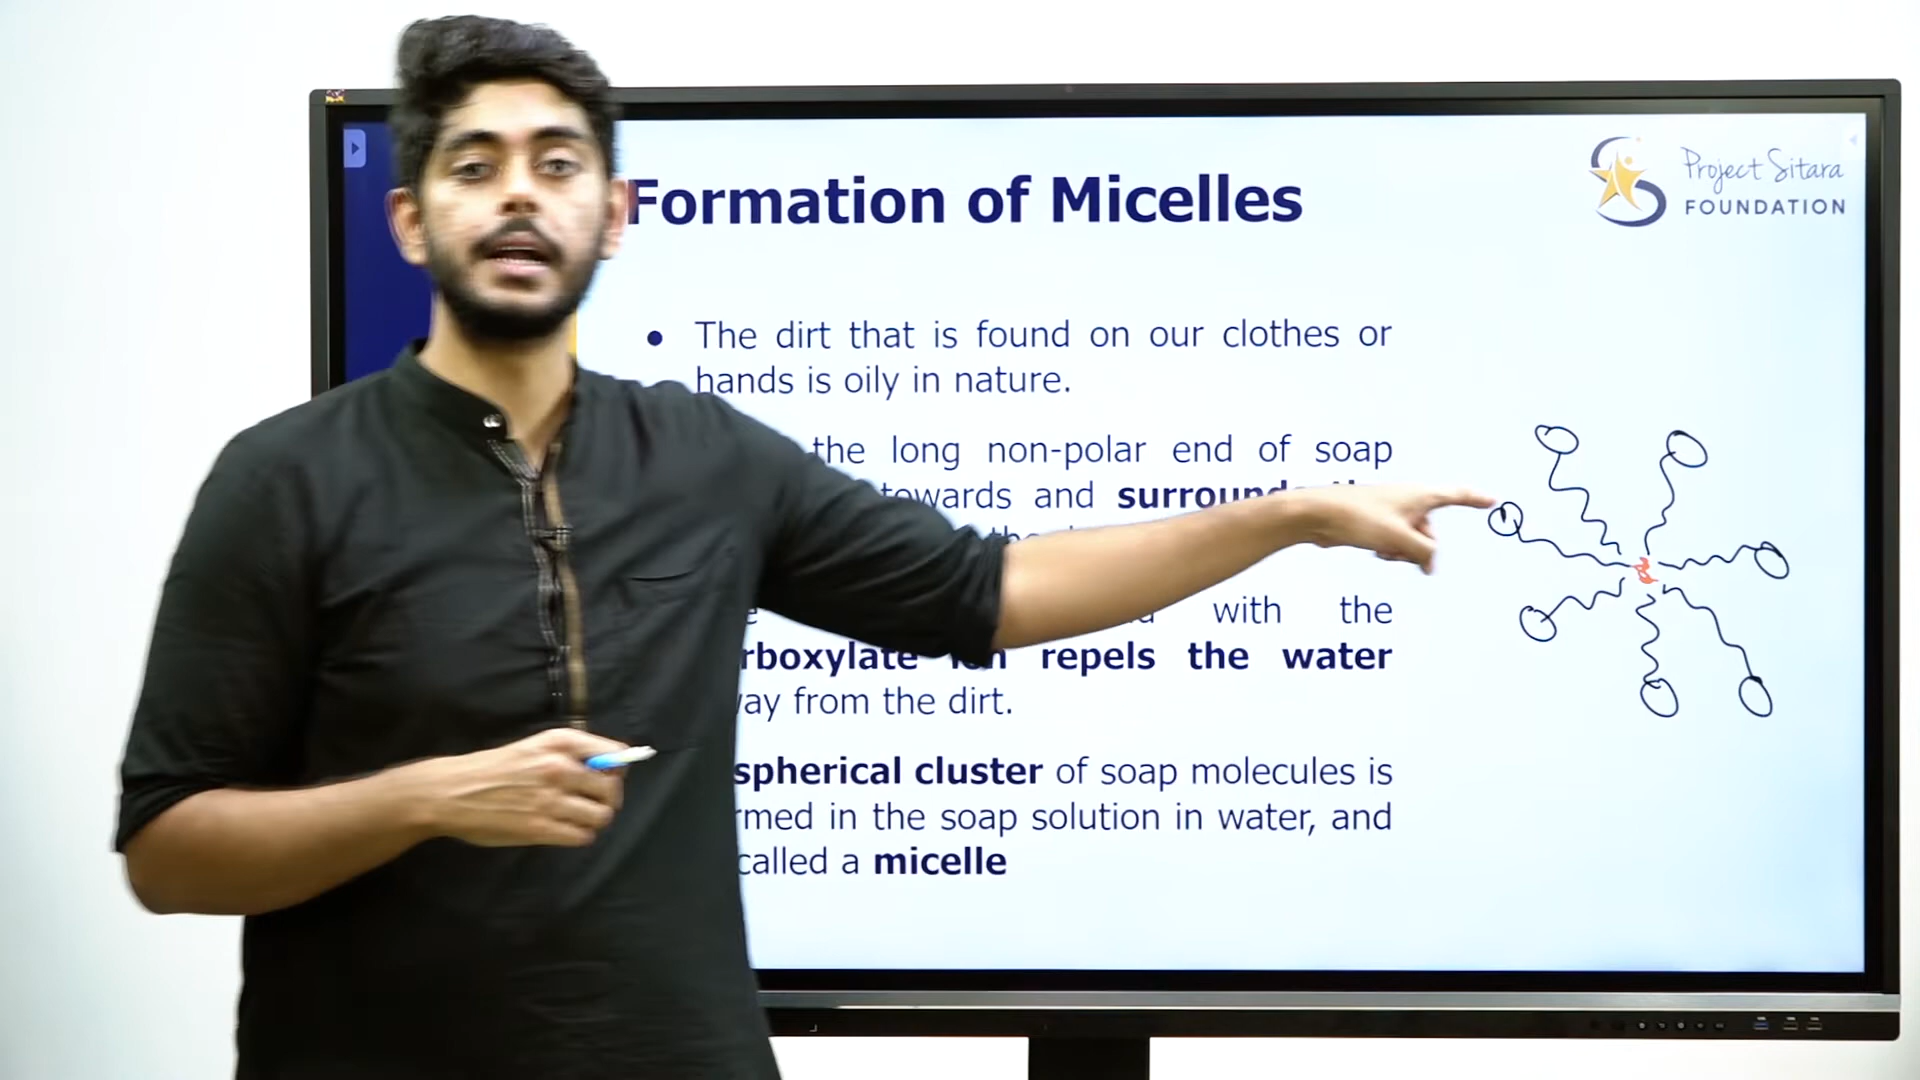 Formation of Micelles
Project Sitara
FOUNDATION
The dirt that is found on our clothes or
hands is oily in nature.
the long non-polar end of soap
towards and
with the
ion repels the water
from the dirt.
spherical cluster of soap molecules is
in the soap solution in water, and
called a micelle